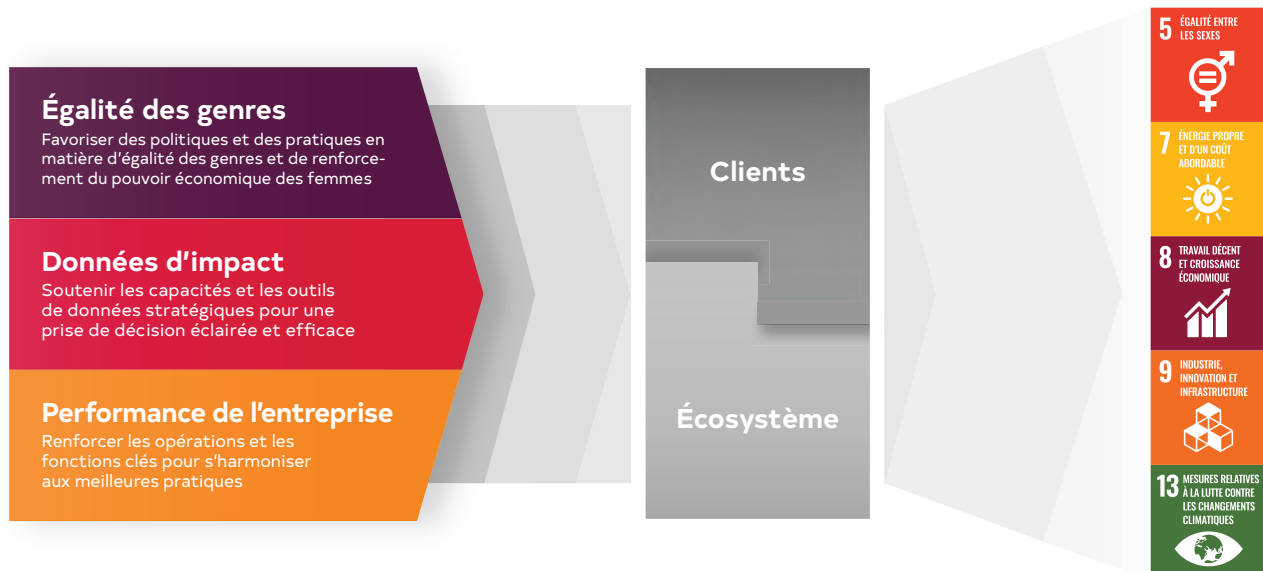 Égalité des genres
Favoriser des politiques et des pratiques en
matière d'égalité des genres et de renforce-
ment du pouvoir économique des femmes
Données d'impact
Soutenir les capacités et les outils
de données stratégiques pour une
prise de décision éclairée et efficace
Performance de l'entreprise
Renforcer les opérations et les
fonctions clés pour s'harmoniser
aux meilleures pratiques
Clients
Écosystème
5 ÉGALITÉ ENTRE
LES SEXES
7 ÉNERGIE PROPRE
ET D'UN COÛT
ABORDABLE
8 TRAVAIL DÉCENT
ET CROISSANCE
ÉCONOMIQUE
9 INDUSTRIE,
INNOVATION ET
INFRASTRUCTURE
13 MESURES RELATIVES
À LA LUTTE CONTRE
LES CHANGEMENTS
CLIMATIQUES